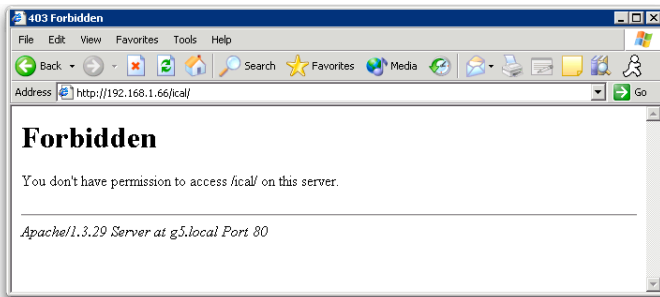 403 Forbidden
File Edit View Favorites Tools Help
Back Search Favorites Media
Address http://192.168.1.66/ical/ Go
Forbidden
You don't have permission to access /ical/ on this server.
Apache/1.3.29 Server at g5.local Port 80